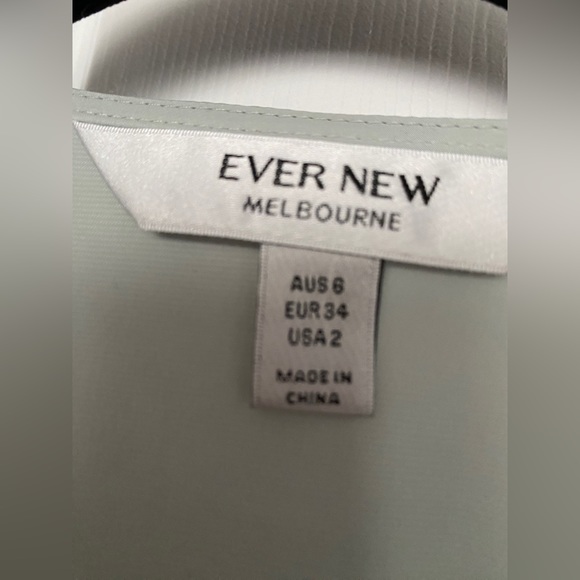 EVER NEW
MELBOURNE
AUS 6
EUR 34
USA 2
MADE IN
CHINA